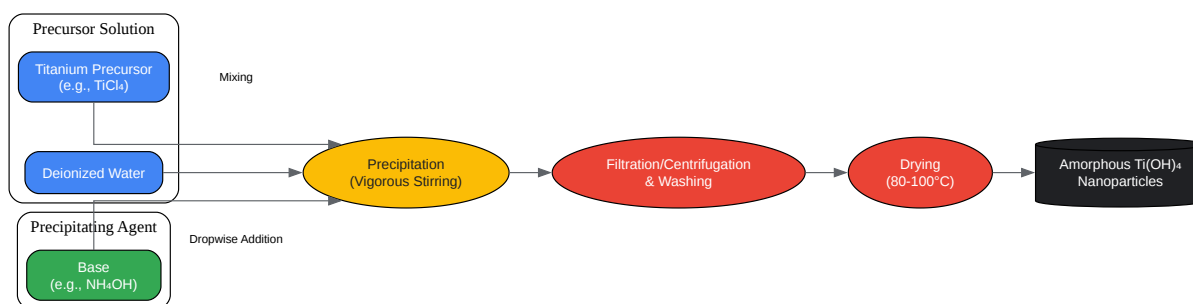 Precursor Solution
Titanium Precursor
(e.g., TiCl₄)
Mixing
Deionized Water
Precipitating Agent
Dropwise Addition
Base
(e.g., NH₄OH)
Precipitation
(Vigorous Stirring)
Filtration/Centrifugation
& Washing
Drying
(80-100°C)
Amorphous Ti(OH)₄
Nanoparticles